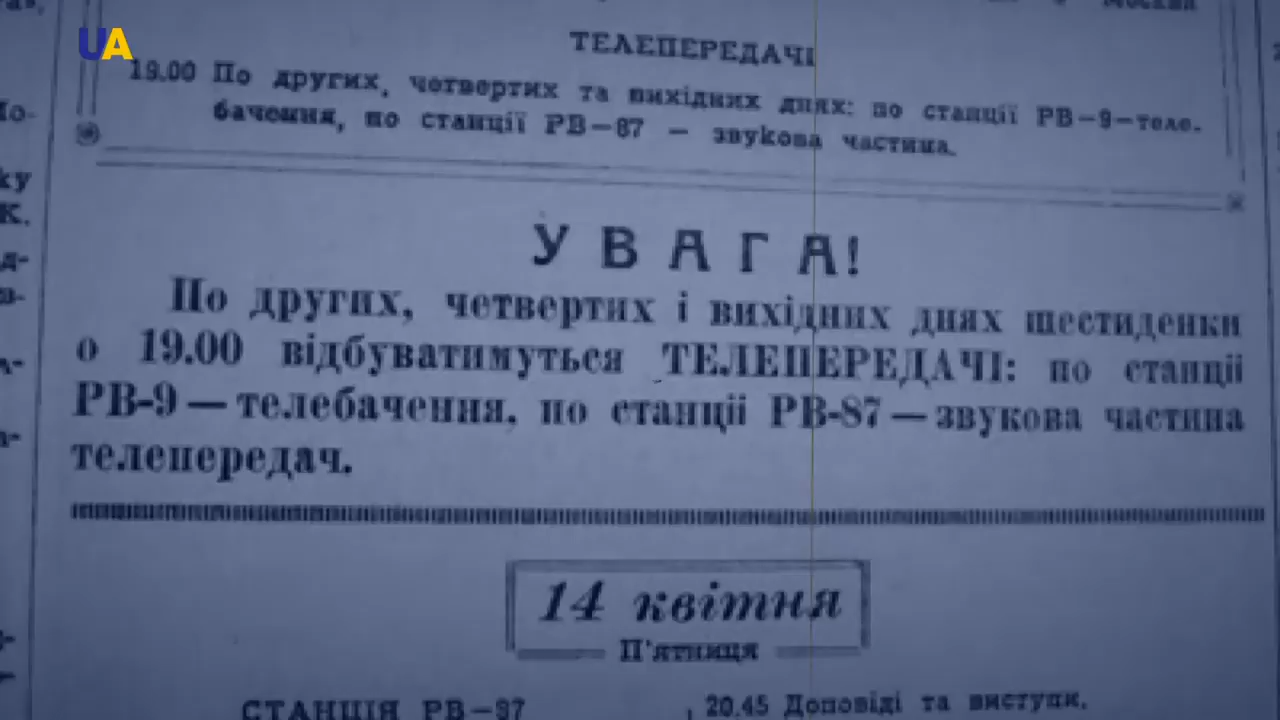 UA
Москви
ТЕЛЕПЕРЕДАЧІ
19.00 По других, четвертих та вихідних днях: по станції РВ—9—теле.
бачення, по станції РВ—87 — звукова частина.
УВАГА!
По других, четвертих і вихідних днях шестиденки
о 19.00 відбуватимуться ТЕЛЕПЕРЕДАЧІ: по станції
РВ-9 — телебачення, по станції РВ-87 — звукова частина
телепередач.
14 квітня
П'ятниця
СТАНЦІЯ РВ—87
20.45 Доповіді та виступи.